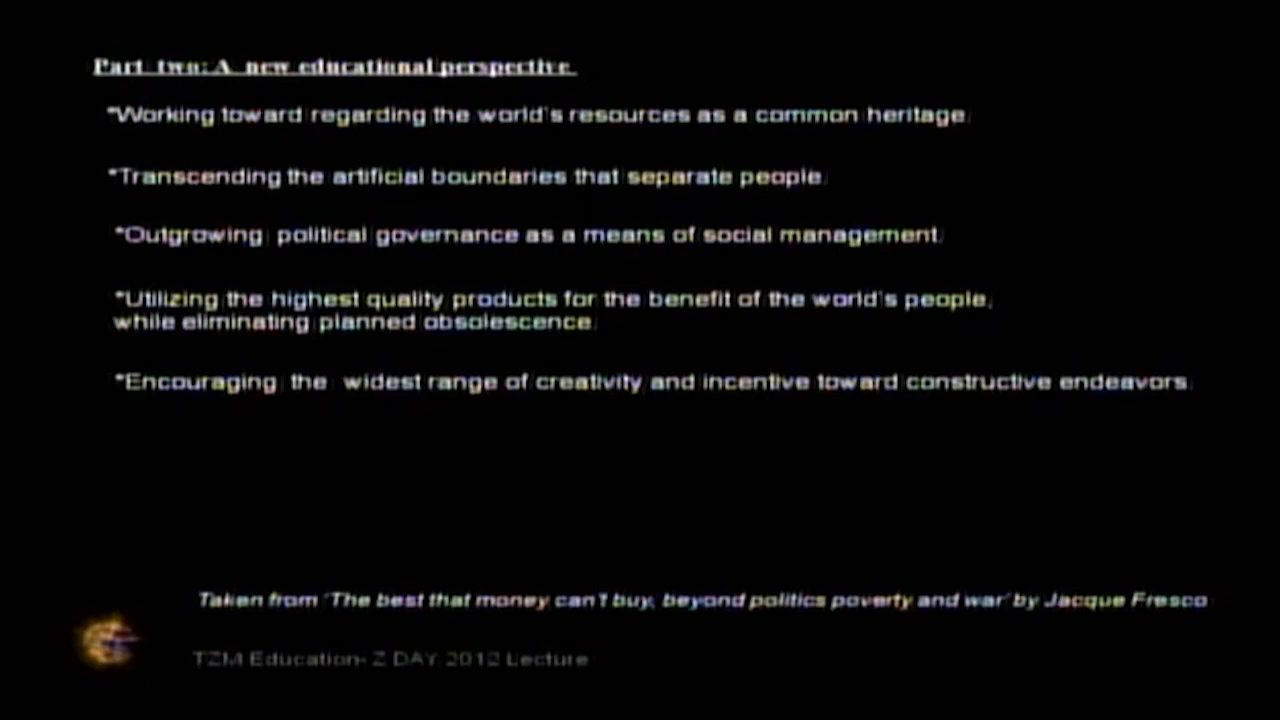 Part two: A new educational perspective
*Working toward regarding the world's resources as a common heritage.
*Transcending the artificial boundaries that separate people.
*Outgrowing political governance as a means of social management.
*Utilizing the highest quality products for the benefit of the world's people,
while eliminating planned obsolescence.
*Encouraging the widest range of creativity and incentive toward constructive endeavors.
Taken from 'The best that money can't buy, beyond politics poverty and war' by Jacque Fresco
TZM Education- Z DAY 2012 Lecture